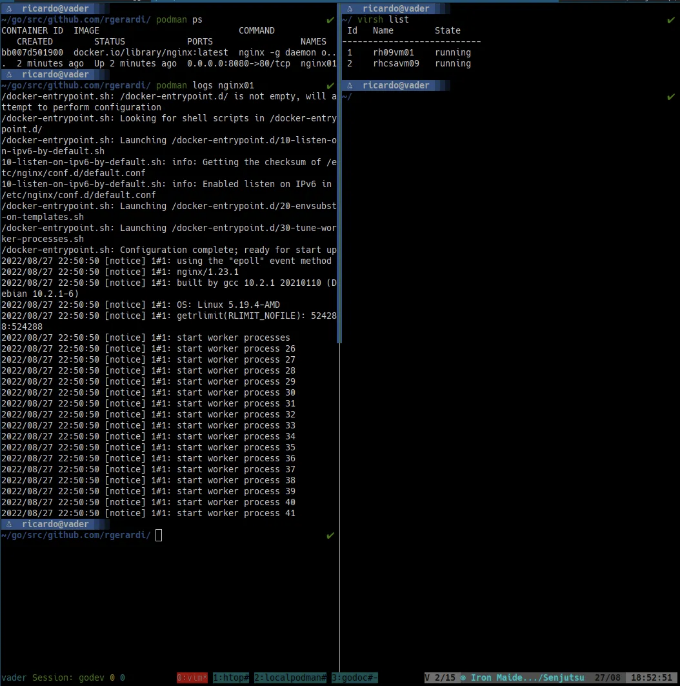 ricardo@vader
~/go/src/github.com/rgerardi/ podman ps ✔
CONTAINER ID  IMAGE                           COMMAND
   CREATED        STATUS            PORTS                 NAMES
bb007d501900  docker.io/library/nginx:latest  nginx -g daemon o..
.  2 minutes ago  Up 2 minutes ago  0.0.0.0:8080->80/tcp  nginx01
ricardo@vader
~/go/src/github.com/rgerardi/ podman logs nginx01 ✔
/docker-entrypoint.sh: /docker-entrypoint.d/ is not empty, will a
ttempt to perform configuration
/docker-entrypoint.sh: Looking for shell scripts in /docker-entry
point.d/
/docker-entrypoint.sh: Launching /docker-entrypoint.d/10-listen-o
n-ipv6-by-default.sh
10-listen-on-ipv6-by-default.sh: info: Getting the checksum of /e
tc/nginx/conf.d/default.conf
10-listen-on-ipv6-by-default.sh: info: Enabled listen on IPv6 in
/etc/nginx/conf.d/default.conf
/docker-entrypoint.sh: Launching /docker-entrypoint.d/20-envsubst
-on-templates.sh
/docker-entrypoint.sh: Launching /docker-entrypoint.d/30-tune-wor
ker-processes.sh
/docker-entrypoint.sh: Configuration complete; ready for start up
2022/08/27 22:50:50 [notice] 1#1: using the "epoll" event method
2022/08/27 22:50:50 [notice] 1#1: nginx/1.23.1
2022/08/27 22:50:50 [notice] 1#1: built by gcc 10.2.1 20210110 (D
ebian 10.2.1-6)
2022/08/27 22:50:50 [notice] 1#1: OS: Linux 5.19.4-AMD
2022/08/27 22:50:50 [notice] 1#1: getrlimit(RLIMIT_NOFILE): 52428
8:524288
2022/08/27 22:50:50 [notice] 1#1: start worker processes
2022/08/27 22:50:50 [notice] 1#1: start worker process 26
2022/08/27 22:50:50 [notice] 1#1: start worker process 27
2022/08/27 22:50:50 [notice] 1#1: start worker process 28
2022/08/27 22:50:50 [notice] 1#1: start worker process 29
2022/08/27 22:50:50 [notice] 1#1: start worker process 30
2022/08/27 22:50:50 [notice] 1#1: start worker process 31
2022/08/27 22:50:50 [notice] 1#1: start worker process 32
2022/08/27 22:50:50 [notice] 1#1: start worker process 33
2022/08/27 22:50:50 [notice] 1#1: start worker process 34
2022/08/27 22:50:50 [notice] 1#1: start worker process 35
2022/08/27 22:50:50 [notice] 1#1: start worker process 36
2022/08/27 22:50:50 [notice] 1#1: start worker process 37
2022/08/27 22:50:50 [notice] 1#1: start worker process 38
2022/08/27 22:50:50 [notice] 1#1: start worker process 39
2022/08/27 22:50:50 [notice] 1#1: start worker process 40
2022/08/27 22:50:50 [notice] 1#1: start worker process 41
ricardo@vader
~/go/src/github.com/rgerardi/ ✔
ricardo@vader
~/ virsh list ✔
 Id   Name       State
---------------------------
 1    rh09vm01   running
 2    rhcsavm09  running
ricardo@vader
~/ ✔
vader Session: godev 0 0 0:vim* 1:htop# 2:localpodman# 3:godoc#- V 2/15 Iron Maide.../Senjutsu 27/08 18:52:51